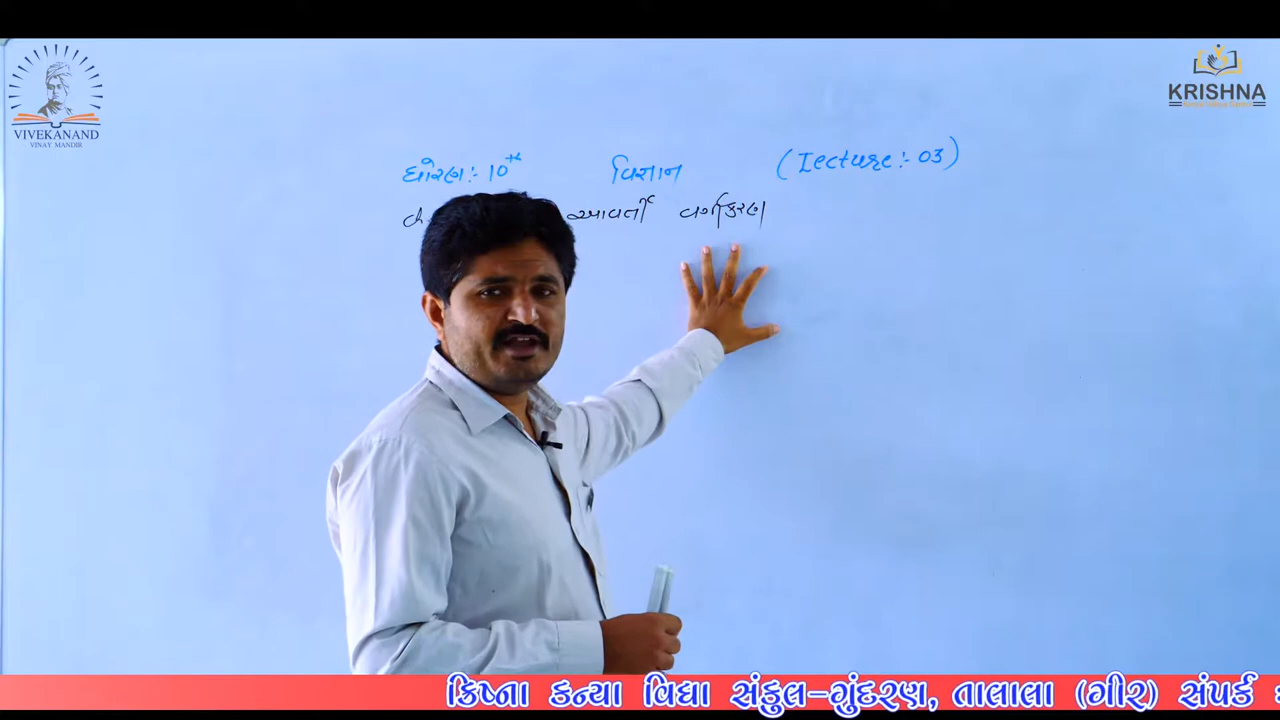 VIVEKANAND
VINAY MANDIR
KRISHNA
ધોરણ:- 10th વિજ્ઞાન (Lecture:- 03)
ch. આવર્તી વર્ગીકરણ
ક્રિષ્ના કન્યા વિદ્યા સંકુલ-ગુંદરણ, તાલાલા (ગીર) સંપર્ક :